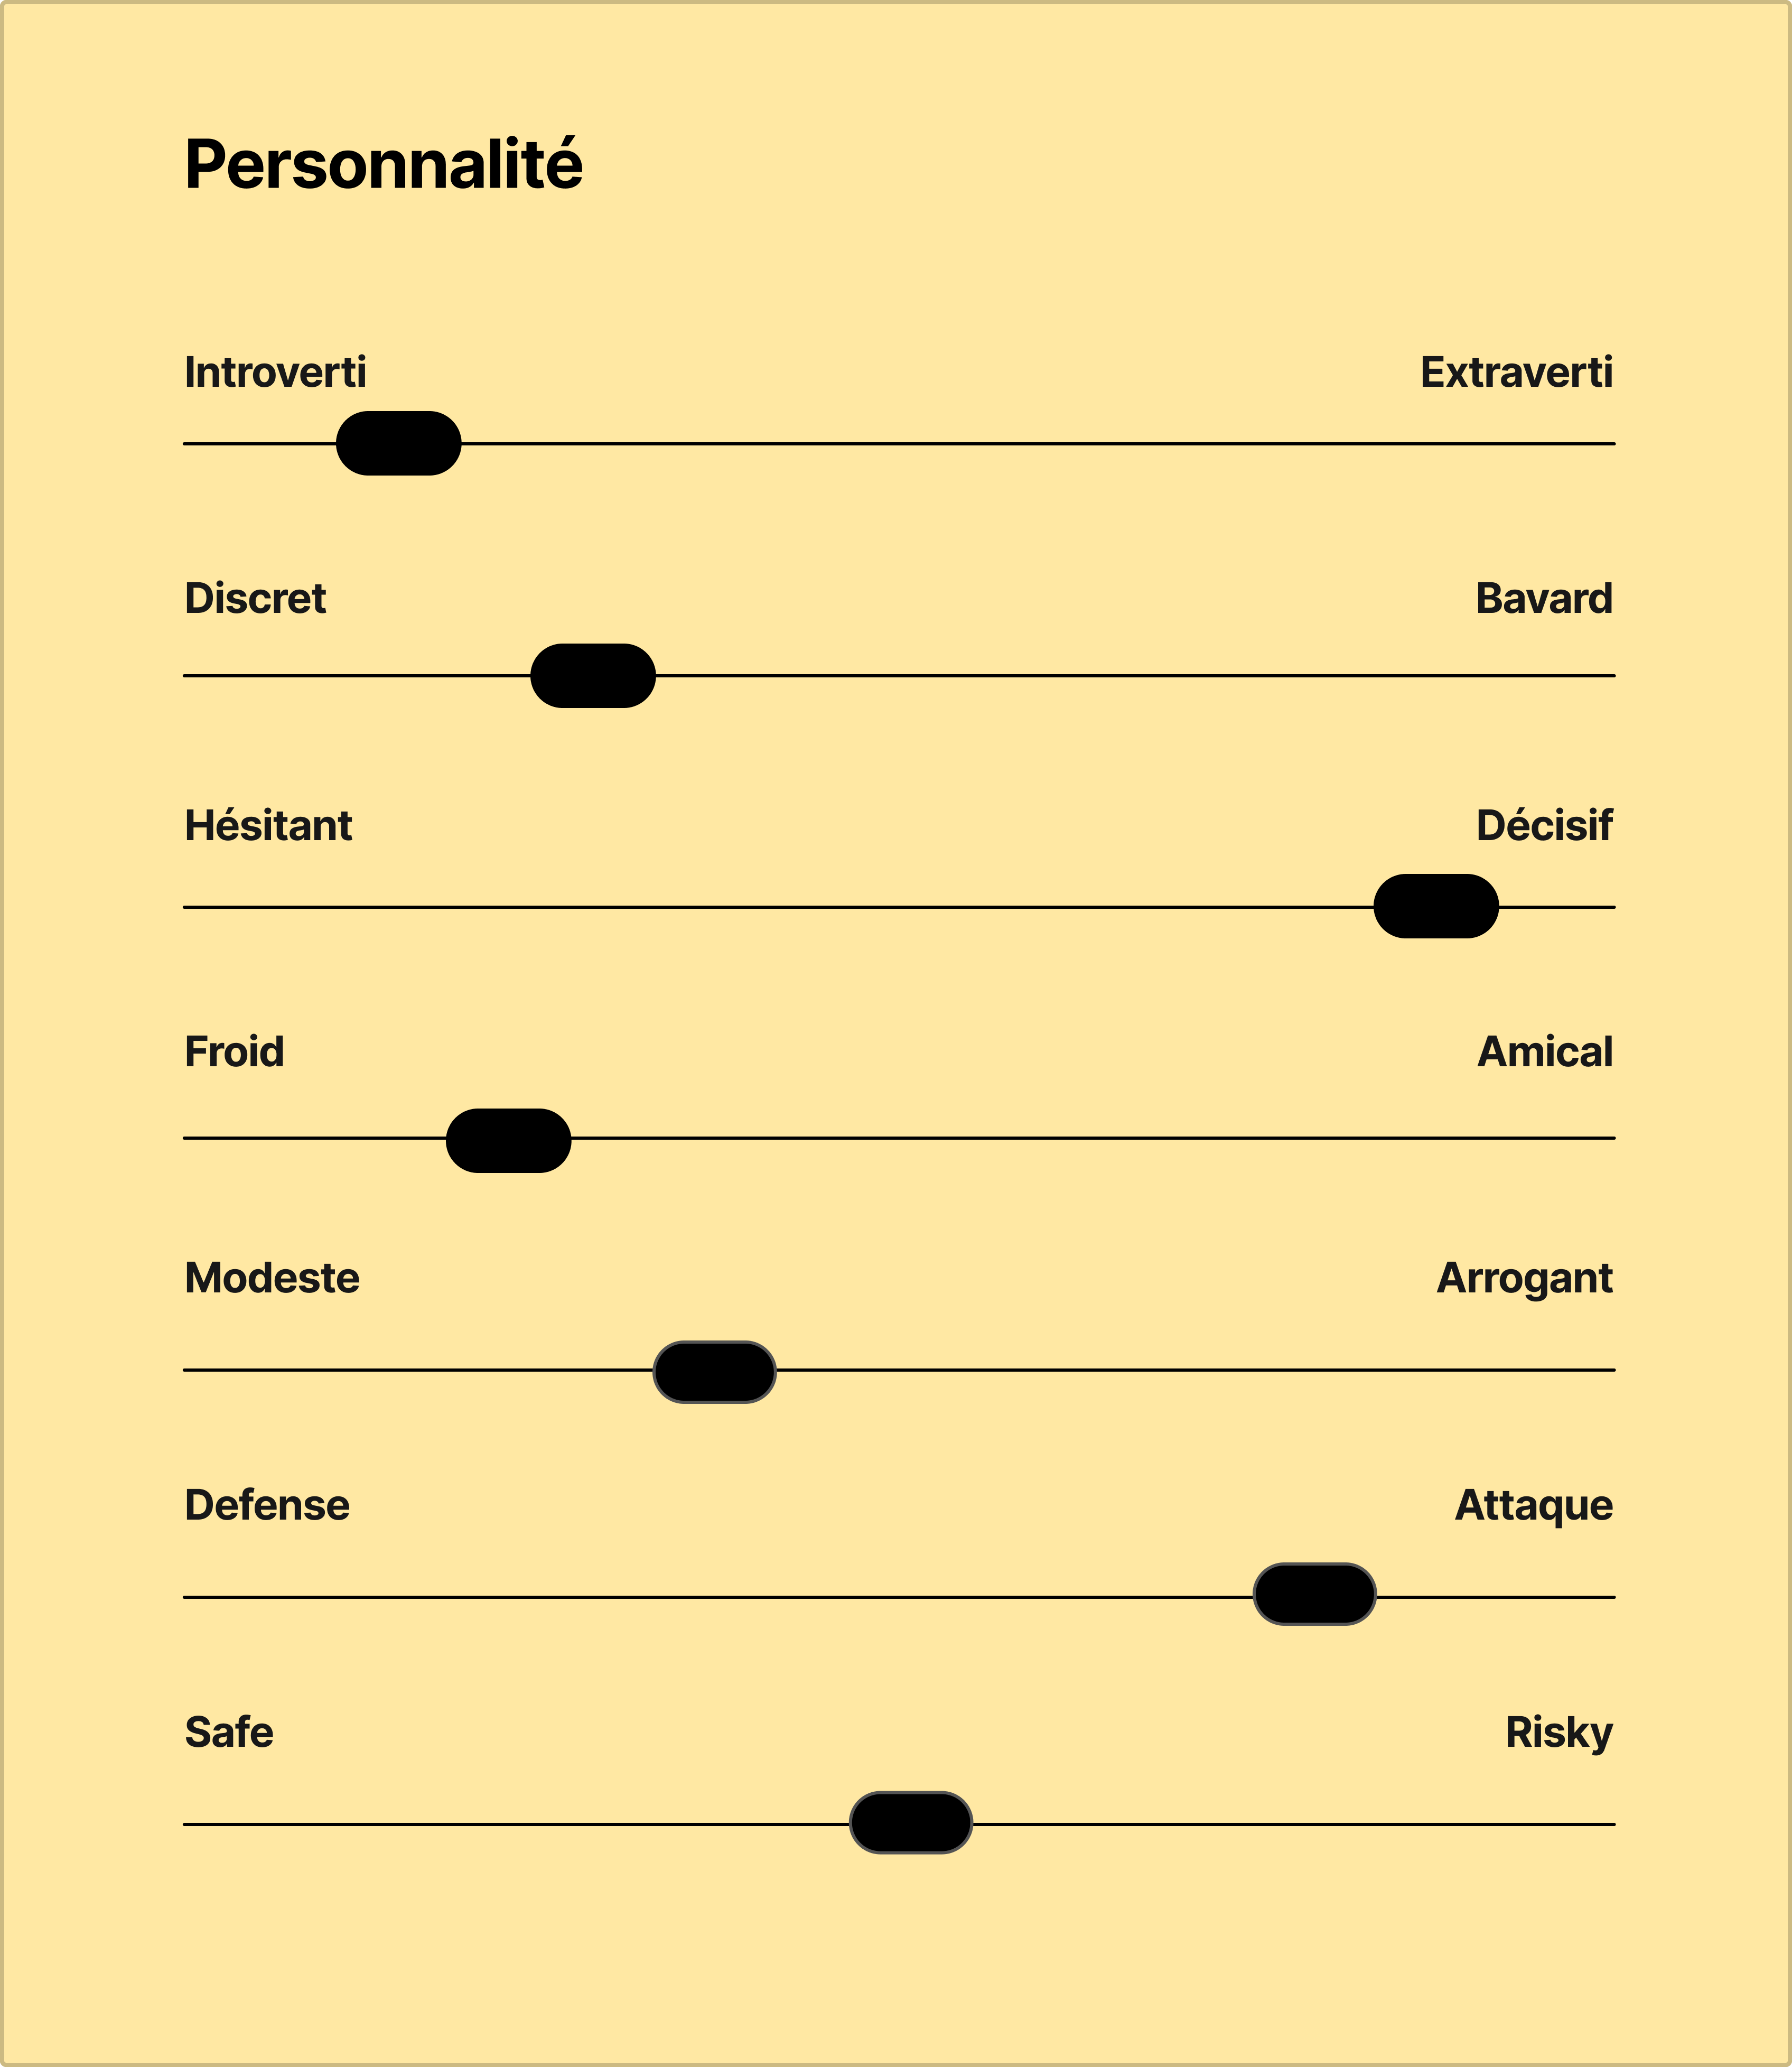 Personnalité
Introverti Extraverti
Discret Bavard
Hésitant Décisif
Froid Amical
Modeste Arrogant
Defense Attaque
Safe Risky